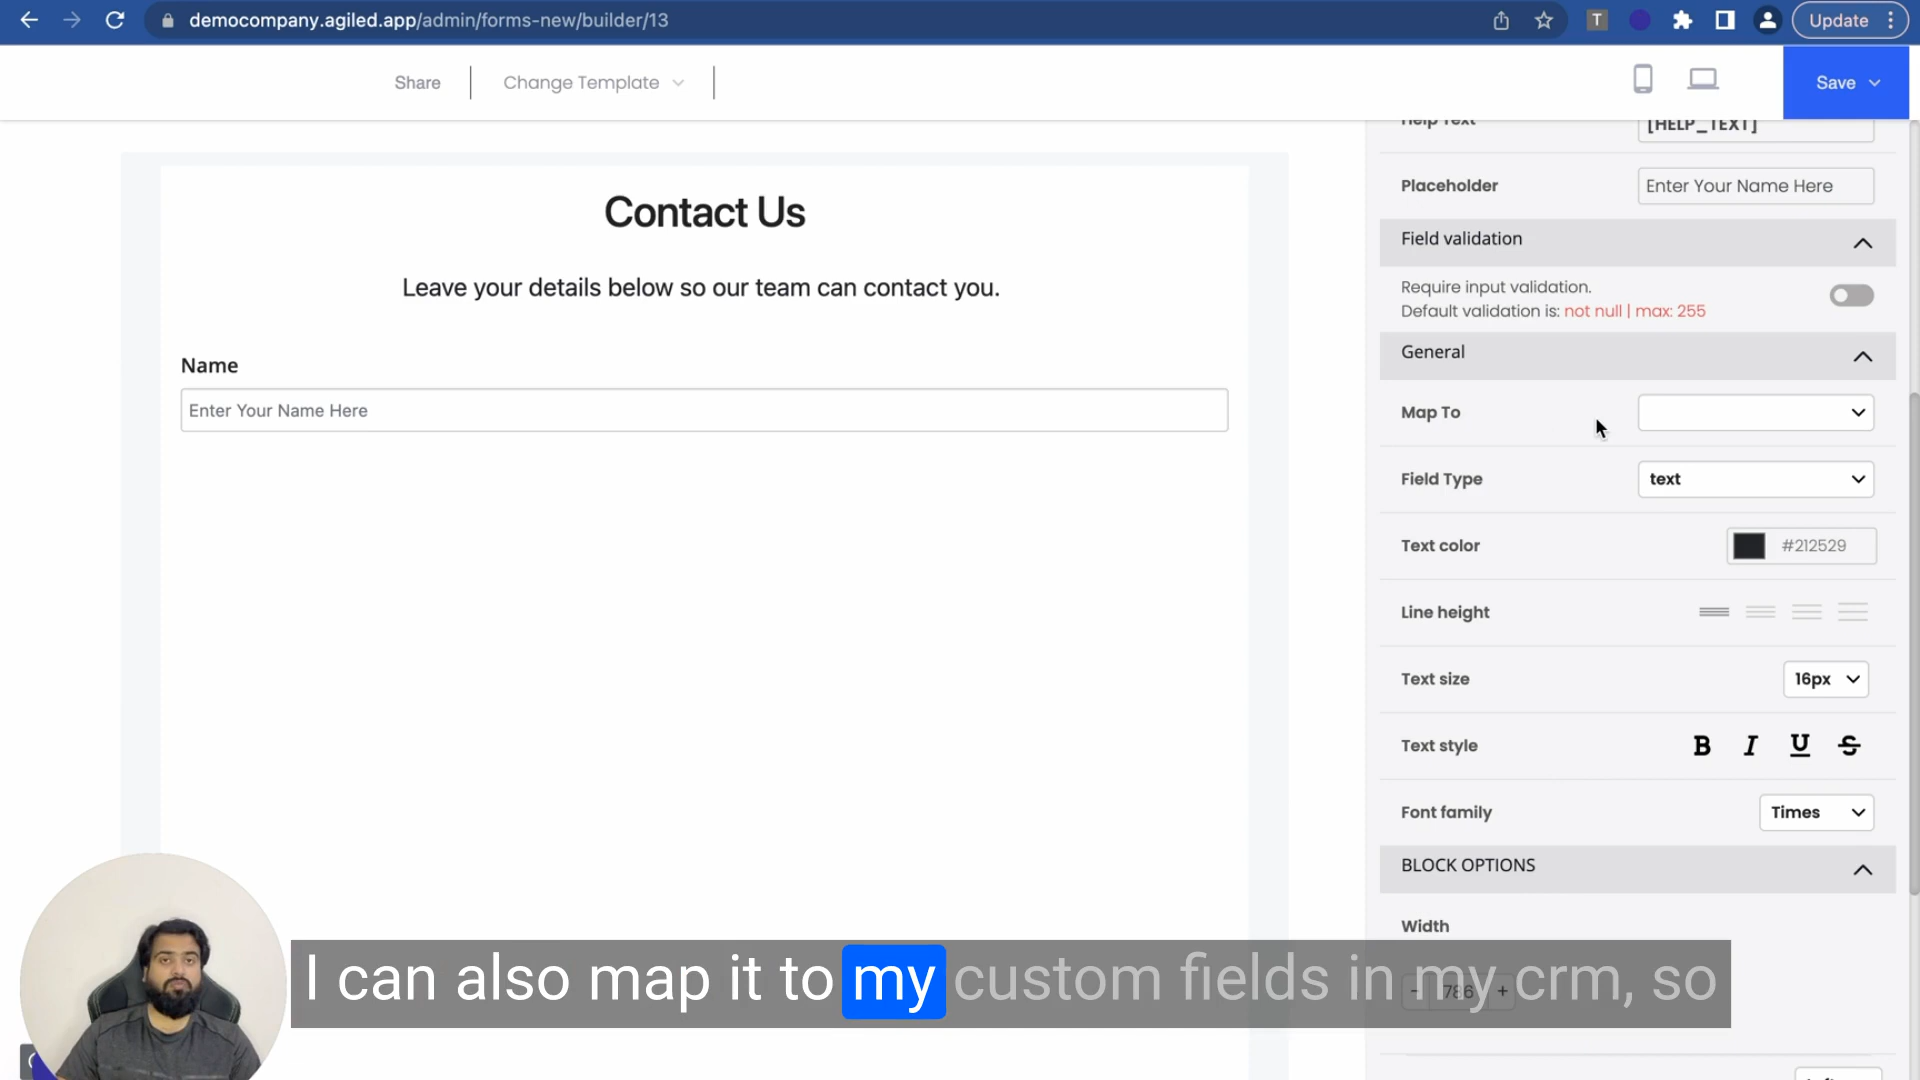 democompany.agiled.app/admin/forms-new/builder/13
T
Update
Share
Change Template
Save
Contact Us
Leave your details below so our team can contact you.
Name
Enter Your Name Here
Help Text
[HELP_TEXT]
Placeholder
Enter Your Name Here
Field validation
Require input validation.
Default validation is: not null | max: 255
General
Map To
Field Type
text
Text color
#212529
Line height
Text size
16px
Text style
B I U S
Font family
Times
BLOCK OPTIONS
Width
- 786 +
I can also map it to my custom fields in my crm, so